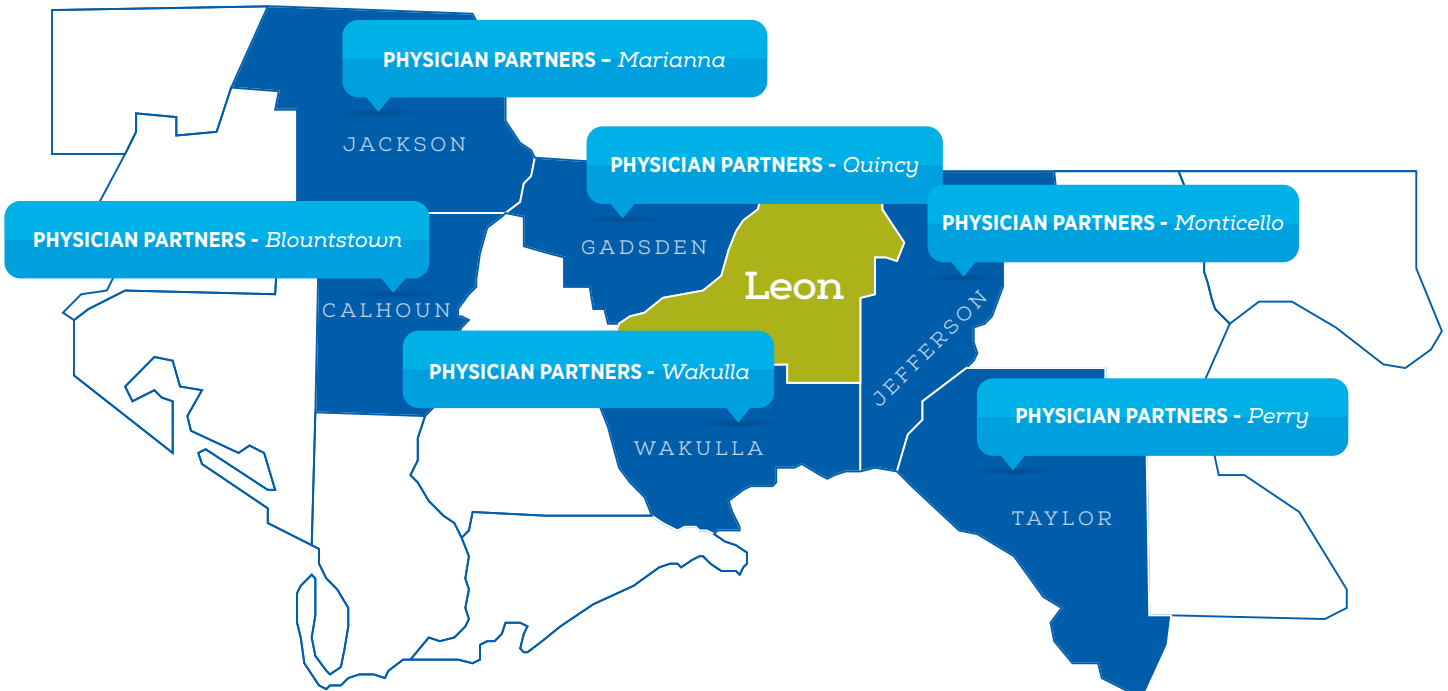 PHYSICIAN PARTNERS – Marianna
JACKSON
PHYSICIAN PARTNERS - Quincy
GADSDEN
PHYSICIAN PARTNERS - Monticello
JEFFERSON
PHYSICIAN PARTNERS - Blountstown
CALHOUN
Leon
PHYSICIAN PARTNERS - Wakulla
WAKULLA
PHYSICIAN PARTNERS - Perry
TAYLOR